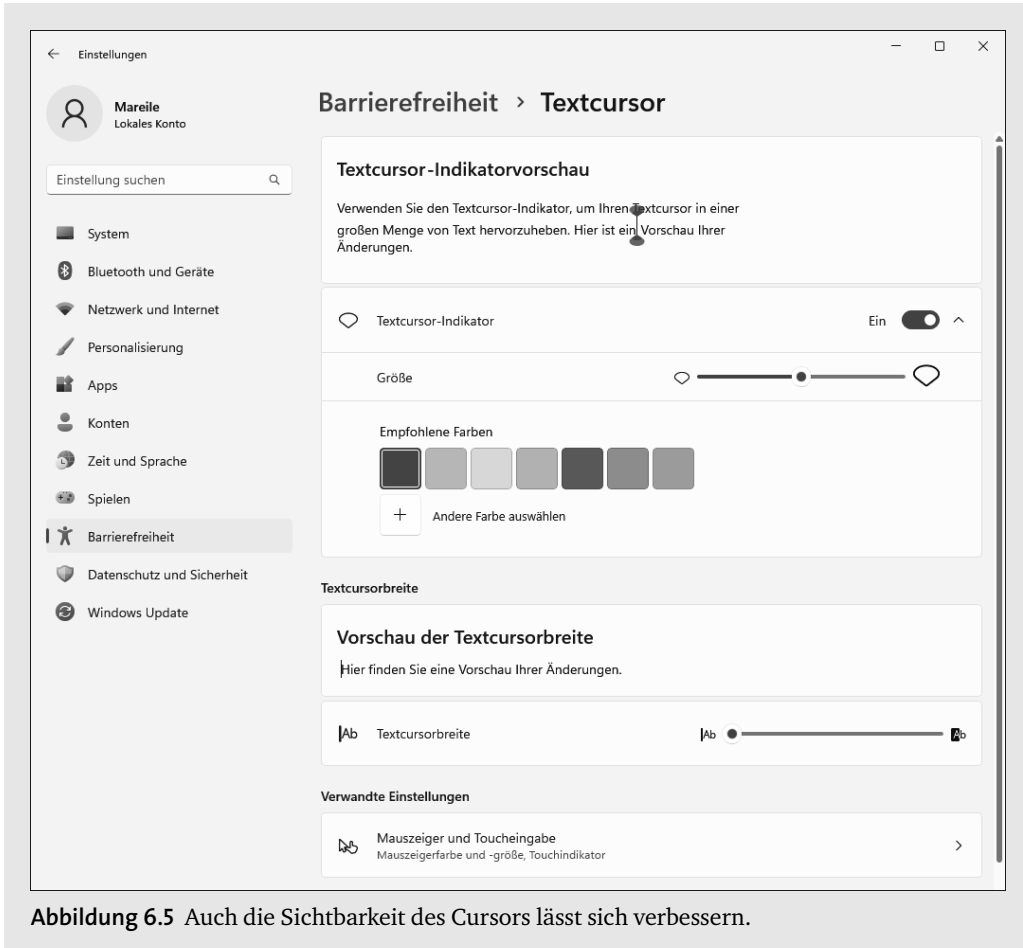 Einstellungen
Mareile
Lokales Konto
Einstellung suchen
System
Bluetooth und Geräte
Netzwerk und Internet
Personalisierung
Apps
Konten
Zeit und Sprache
Spielen
Barrierefreiheit
Datenschutz und Sicherheit
Windows Update
Barrierefreiheit > Textcursor
Textcursor-Indikatorvorschau
Verwenden Sie den Textcursor-Indikator, um Ihren Textcursor in einer
großen Menge von Text hervorzuheben. Hier ist ein Vorschau Ihrer
Änderungen.
Textcursor-Indikator Ein
Größe
Empfohlene Farben
Andere Farbe auswählen
Textcursorbreite
Vorschau der Textcursorbreite
Hier finden Sie eine Vorschau Ihrer Änderungen.
Ab Textcursorbreite Ab Ab
Verwandte Einstellungen
Mauszeiger und Toucheingabe
Mauszeigerfarbe und -größe, Touchindikator
Abbildung 6.5 Auch die Sichtbarkeit des Cursors lässt sich verbessern.